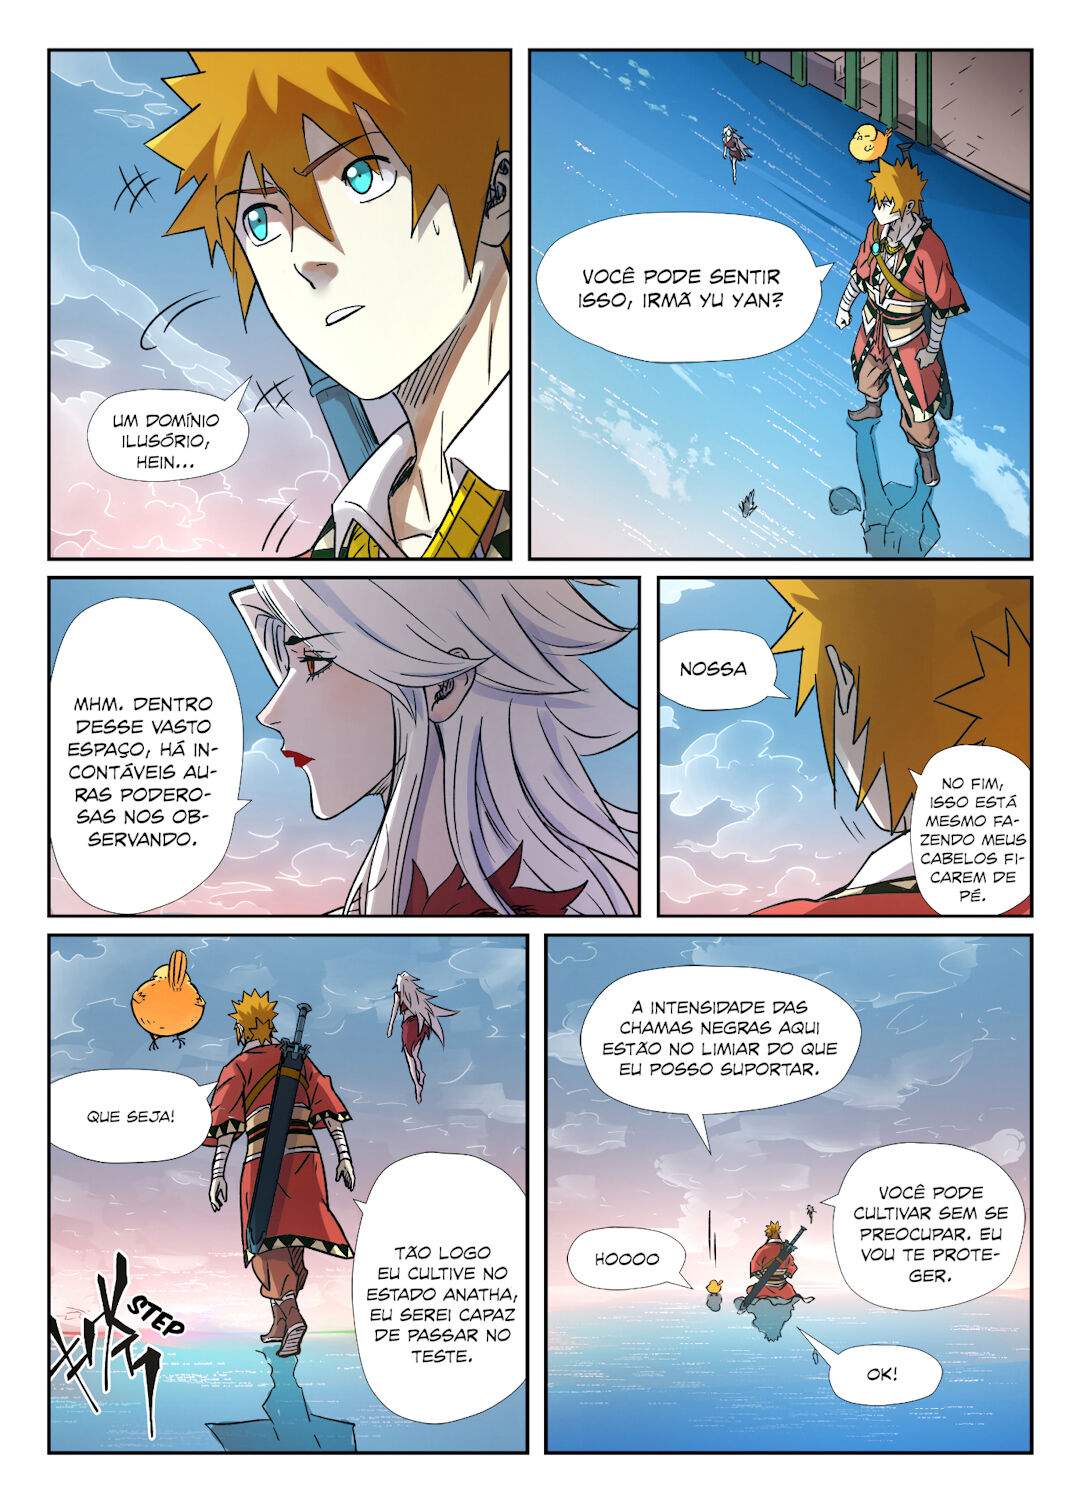 UM DOMÍNIO
ILUSÓRIO,
HEIN...
VOCÊ PODE SENTIR
ISSO, IRMÃ YU YAN?
MHM. DENTRO
DESSE VASTO
ESPAÇO, HÁ IN-
CONTÁVEIS AU-
RAS PODERO-
SAS NOS OB-
SERVANDO.
NOSSA
NO FIM,
ISSO ESTÁ
MESMO FA-
ZENDO MEUS
CABELOS FI-
CAREM DE
PÉ.
QUE SEJA!
TÃO LOGO
EU CULTIVE NO
ESTADO ANATHA,
EU SEREI CAPAZ
DE PASSAR NO
TESTE.
STEP
A INTENSIDADE DAS
CHAMAS NEGRAS AQUI
ESTÃO NO LIMIAR DO QUE
EU POSSO SUPORTAR.
VOCÊ PODE
CULTIVAR SEM SE
PREOCUPAR. EU
VOU TE PROTE-
GER.
HOOOO
OK!